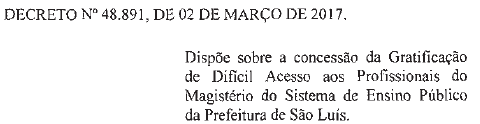 DECRETO Nº 48.891, DE 02 DE MARÇO DE 2017.
Dispõe sobre a concessão da Gratificação
de Difícil Acesso aos Profissionais do
Magistério do Sistema de Ensino Público
da Prefeitura de São Luís.